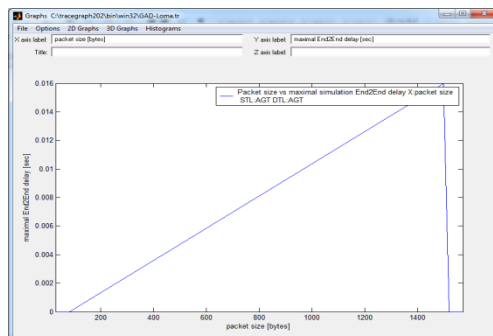 Graphs C:\tracegraph202\bin\win32\GAD-Loma.tr
File Options 2D Graphs 3D Graphs Histograms
X axis label: packet size [bytes] Y axis label: maximal End2End delay [sec]
Title: Z axis label:
Packet size vs maximal simulation End2End delay X:packet size
STL:AGT DTL:AGT
0.016
0.014
0.012
0.01
0.008
0.006
0.004
0.002
0
maximal End2End delay [sec]
200 400 600 800 1000 1200 1400
packet size [bytes]